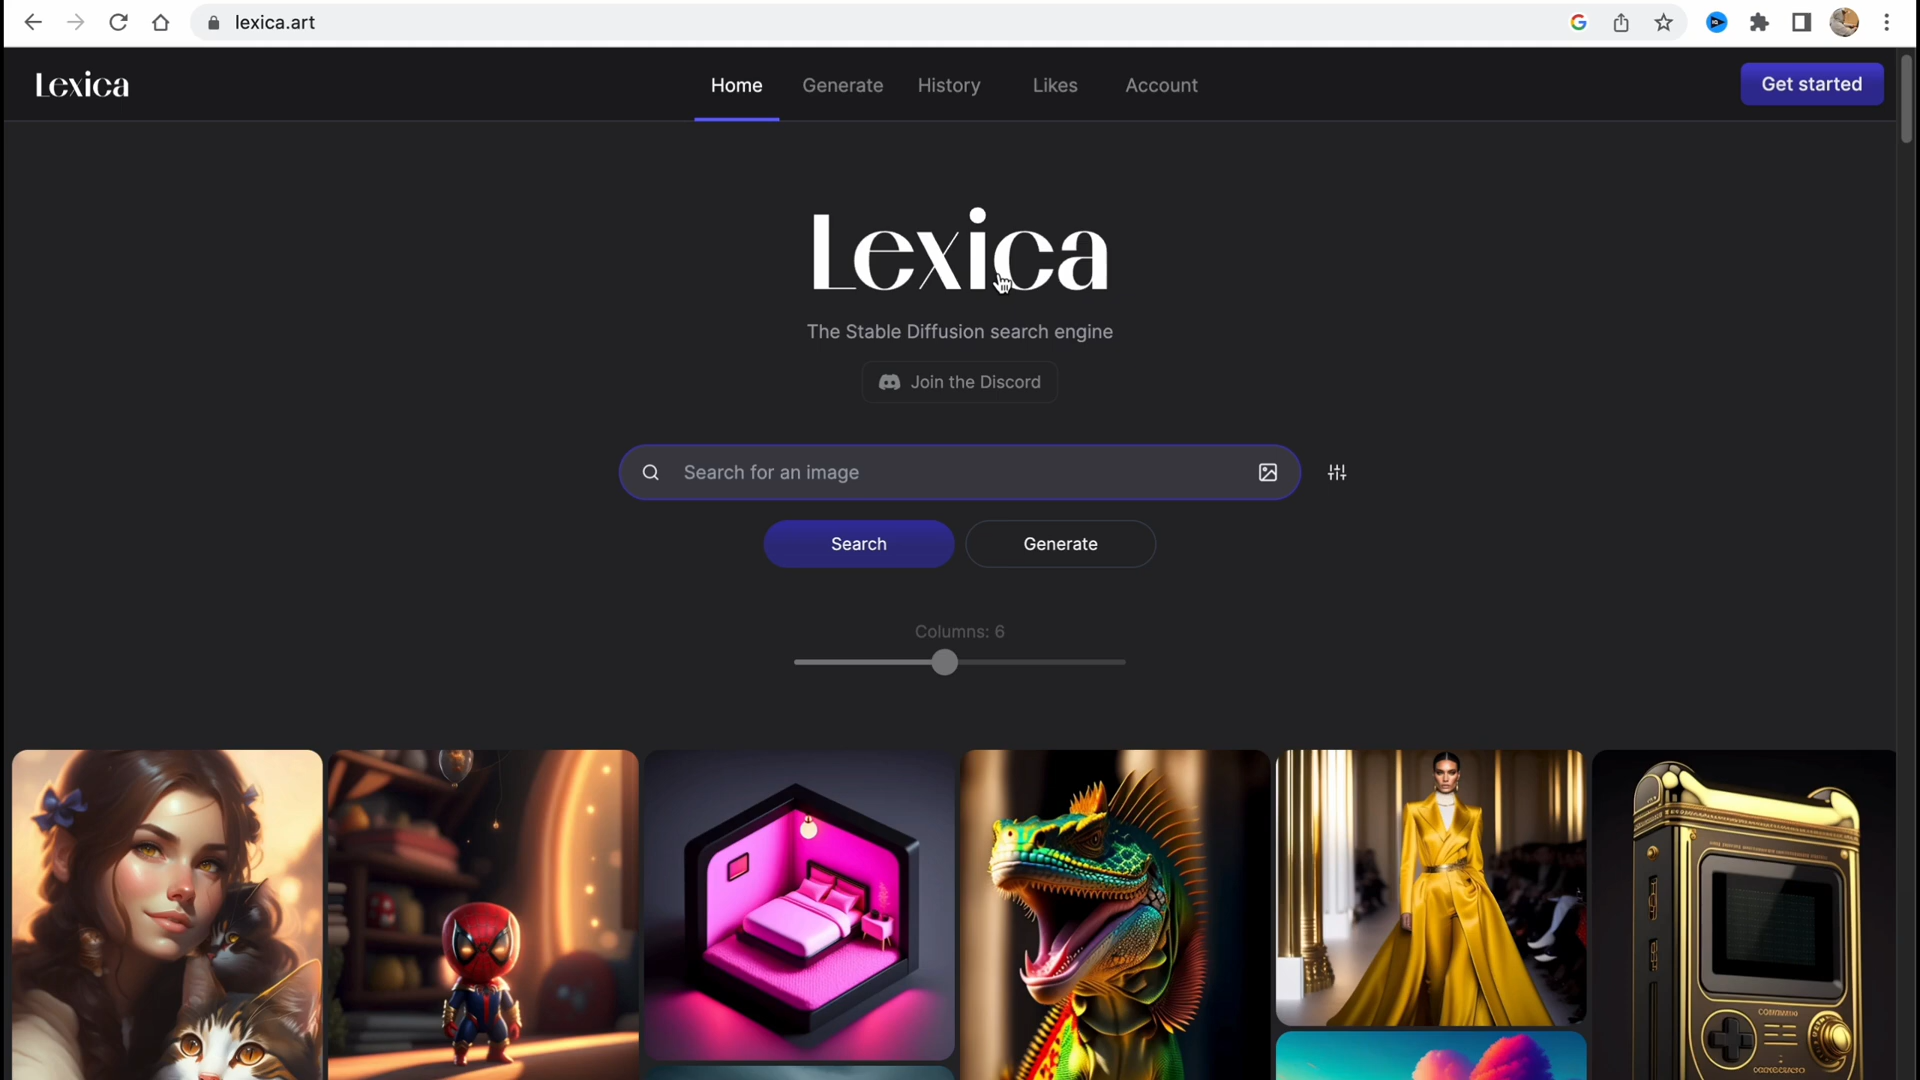 lexica.art
Lexica
Home Generate History Likes Account
Get started
Lexica
The Stable Diffusion search engine
Join the Discord
Search for an image
Search Generate
Columns: 6